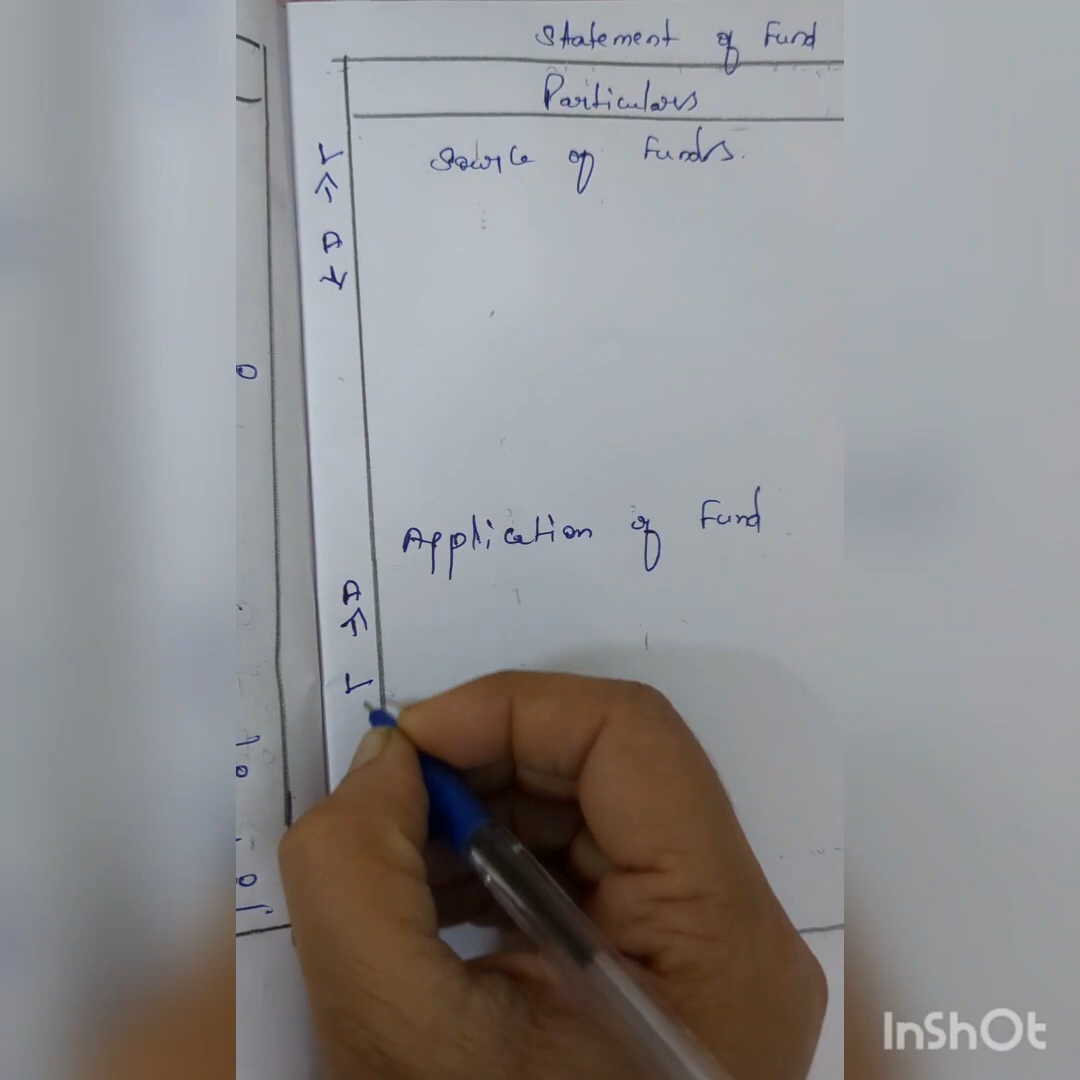 Statement of Fund
Particulars
Source of Funds.
Application of Fund
InShOt